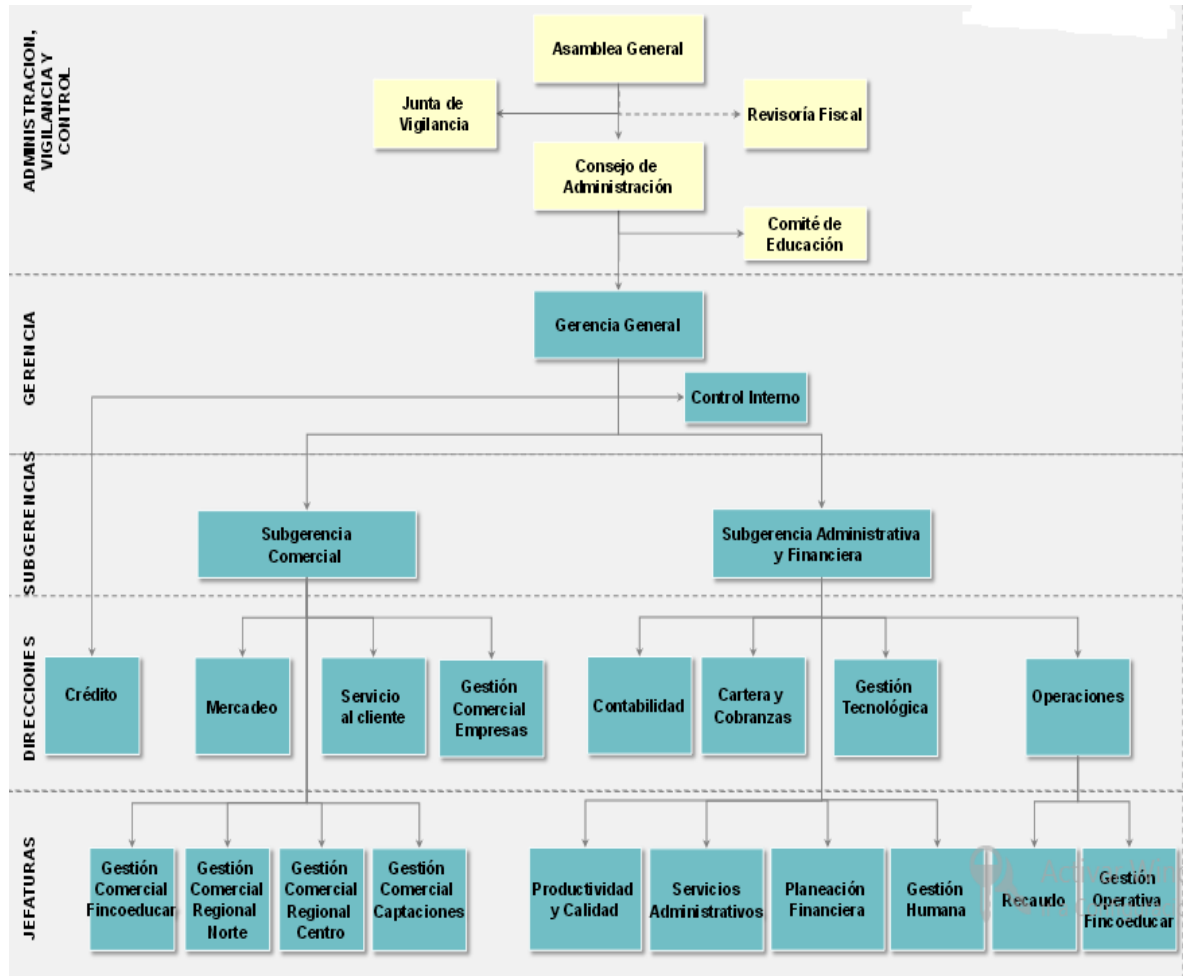 ADMINISTRACION,
VIGILANCIA Y
CONTROL
Asamblea General
Junta de
Vigilancia
Revisoría Fiscal
Consejo de
Administración
Comité de
Educación
GERENCIA
Gerencia General
Control Interno
SUBGERENCIAS
Subgerencia
Comercial
Subgerencia Administrativa
y Financiera
DIRECCIONES
Crédito
Mercadeo
Servicio
al cliente
Gestión
Comercial
Empresas
Contabilidad
Cartera y
Cobranzas
Gestión
Tecnológica
Operaciones
JEFATURAS
Gestión
Comercial
Fincoeducar
Gestión
Comercial
Regional
Norte
Gestión
Comercial
Regional
Centro
Gestión
Comercial
Captaciones
Productividad
y Calidad
Servicios
Administrativos
Planeación
Financiera
Gestión
Humana
Recaudo
Gestión
Operativa
Fincoeducar